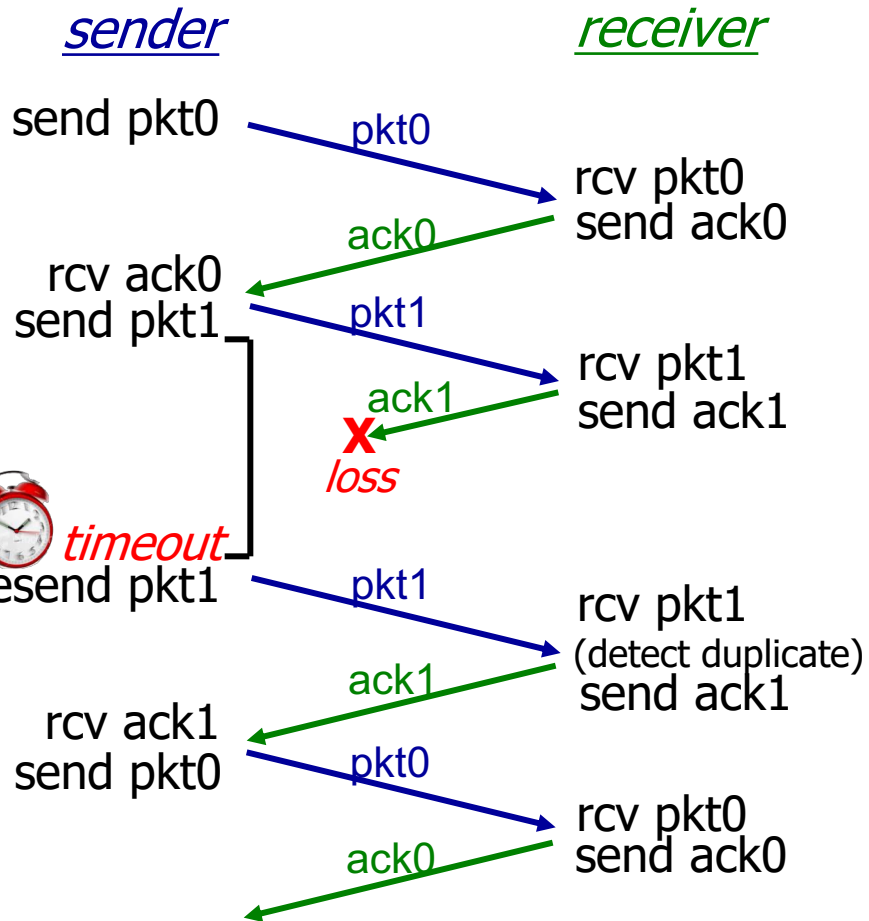 sender
receiver
send pkt0
pkt0
rcv pkt0
send ack0
ack0
rcv ack0
send pkt1
pkt1
rcv pkt1
send ack1
ack1
X
loss
timeout
esend pkt1
pkt1
rcv pkt1
(detect duplicate)
send ack1
ack1
rcv ack1
send pkt0
pkt0
rcv pkt0
send ack0
ack0